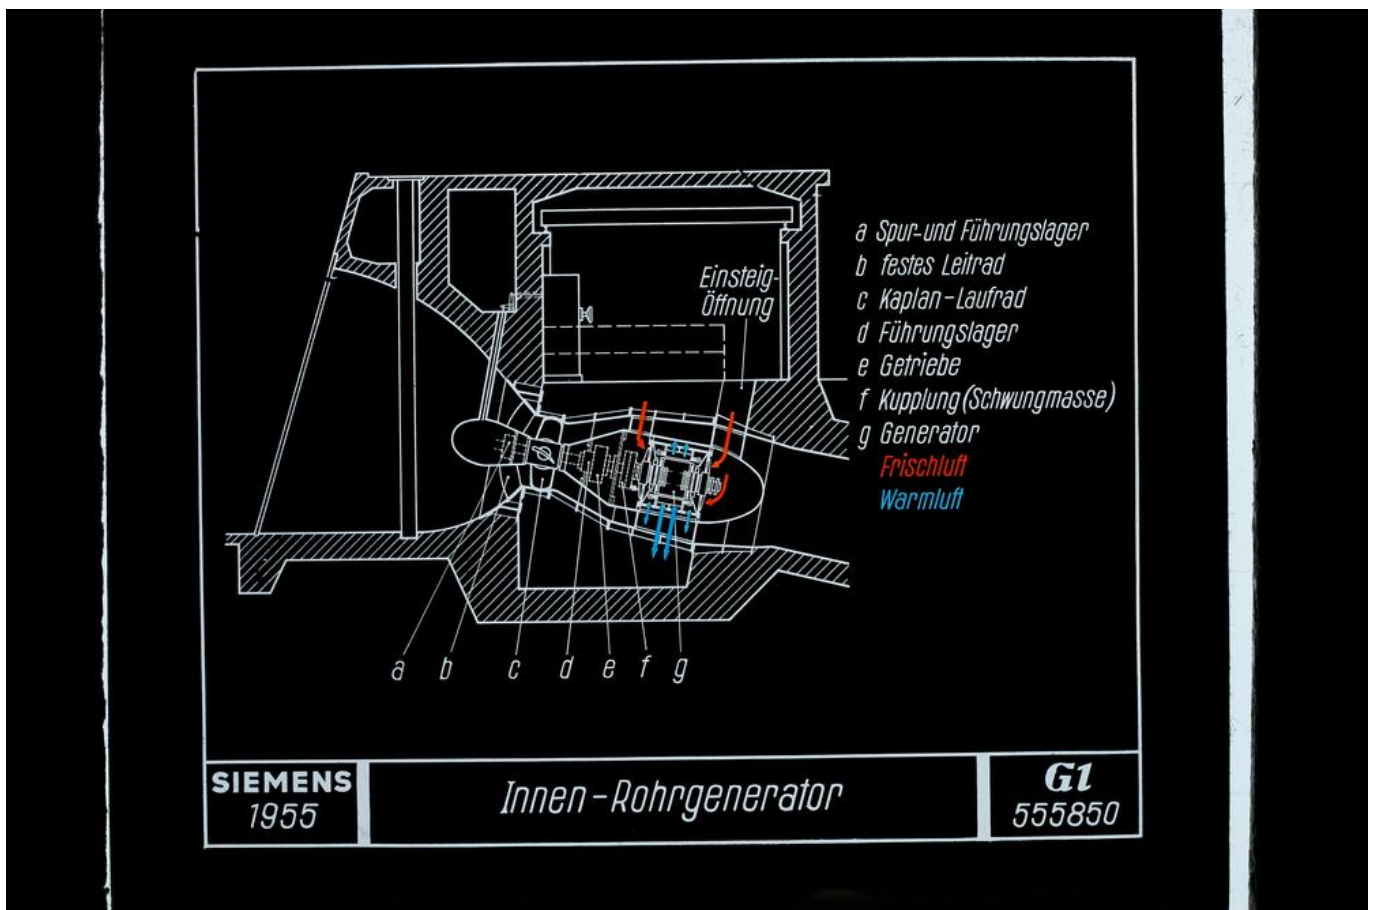 a Spur-und Führungslager
b festes Leitrad
c Kaplan-Laufrad
d Führungslager
e Getriebe
f Kupplung (Schwungmasse)
g Generator
Frischluft
Warmluft
Einsteig-
Öffnung
a b c d e f g
SIEMENS
1955
Innen-Rohrgenerator
G1
555850